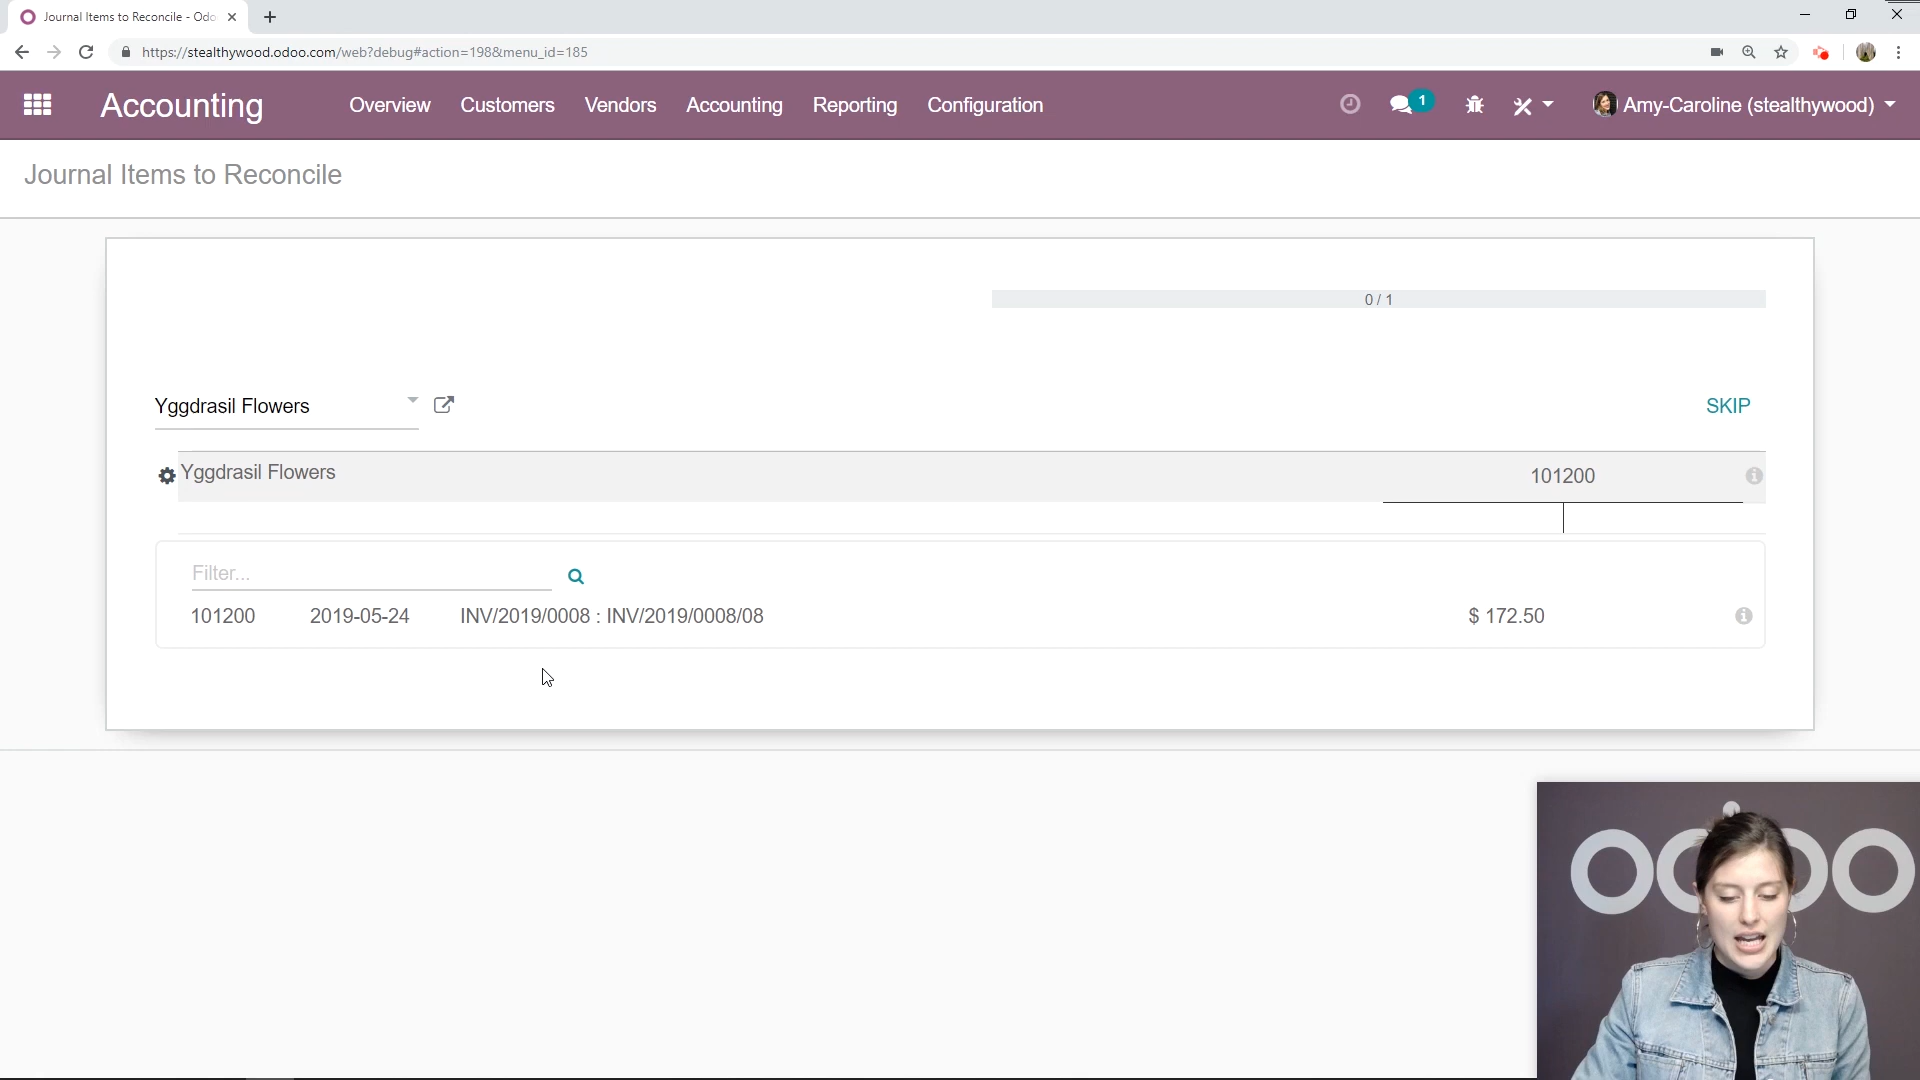 Journal Items to Reconcile - Odo
https://stealthywood.odoo.com/web?debug#action=198&menu_id=185
Accounting
Overview
Customers
Vendors
Accounting
Reporting
Configuration
1
Amy-Caroline (stealthywood)
Journal Items to Reconcile
0 / 1
Yggdrasil Flowers
SKIP
Yggdrasil Flowers
101200
Filter...
101200 2019-05-24 INV/2019/0008 : INV/2019/0008/08 $ 172.50
odoo